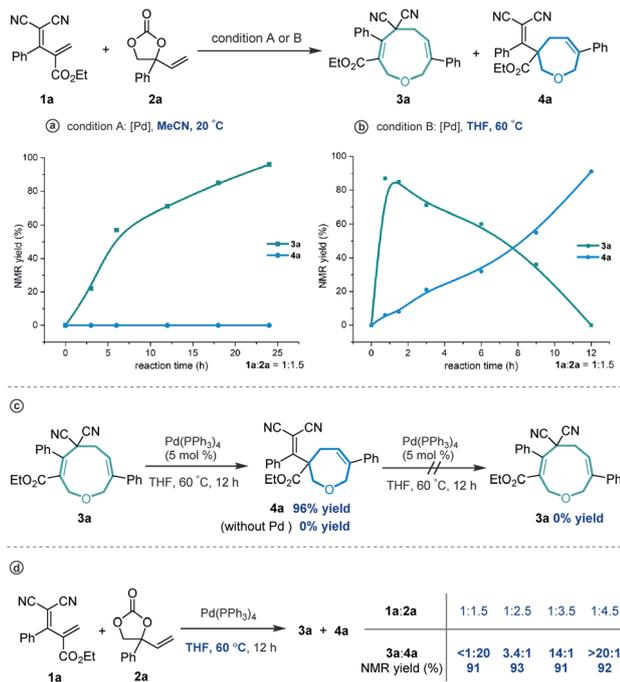 CN CN
Ph
CO₂Et
1a
+
O
O O
Ph
2a
condition A or B
NC CN
Ph
EtO₂C
Ph
O
3a
+
CN CN
Ph
Ph
EtO₂C
O
4a
ⓐ condition A: [Pd], MeCN, 20 °C
ⓑ condition B: [Pd], THF, 60 °C
NMR yield (%)
100
80
60
40
20
0
0 5 10 15 20 25
reaction time (h)
1a:2a = 1:1.5
3a
4a
NMR yield (%)
100
80
60
40
20
0
0 2 4 6 8 10 12
reaction time (h)
1a:2a = 1:1.5
3a
4a
ⓒ
NC CN
Ph
EtO₂C
Ph
O
3a
Pd(PPh₃)₄
(5 mol %)
THF, 60 °C, 12 h
NC CN
Ph
Ph
EtO₂C
O
4a 96% yield
(without Pd ) 0% yield
Pd(PPh₃)₄
(5 mol %)
THF, 60 °C, 12 h
NC CN
Ph
EtO₂C
Ph
O
3a 0% yield
ⓓ
CN CN
Ph
CO₂Et
1a
+
O
O O
Ph
2a
Pd(PPh₃)₄
THF, 60 °C, 12 h
3a + 4a
1a:2a 1:1.5 1:2.5 1:3.5 1:4.5
3a:4a <1:20 3.4:1 14:1 >20:1
NMR yield (%) 91 93 91 92